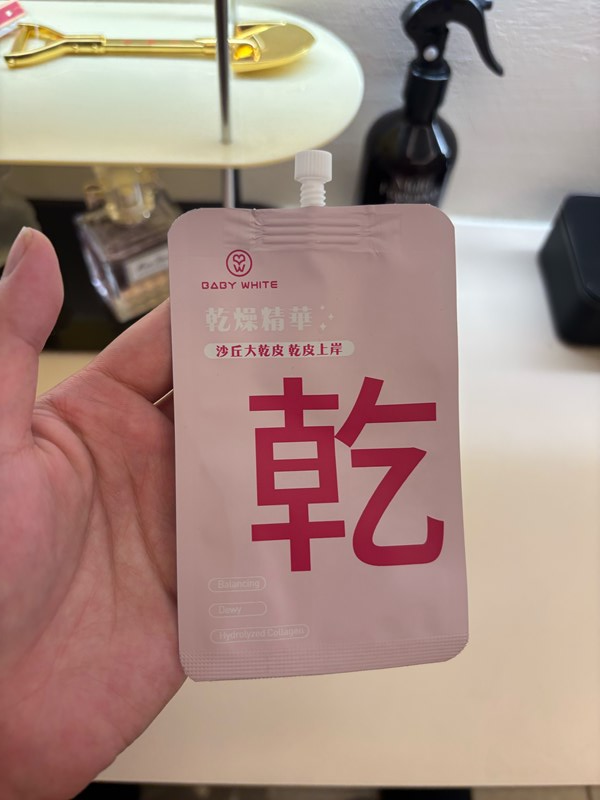 BABY WHITE
乾燥精華
沙丘大乾皮 乾皮上岸
乾
Balancing
Dewy
Hydrolyzed Collagen